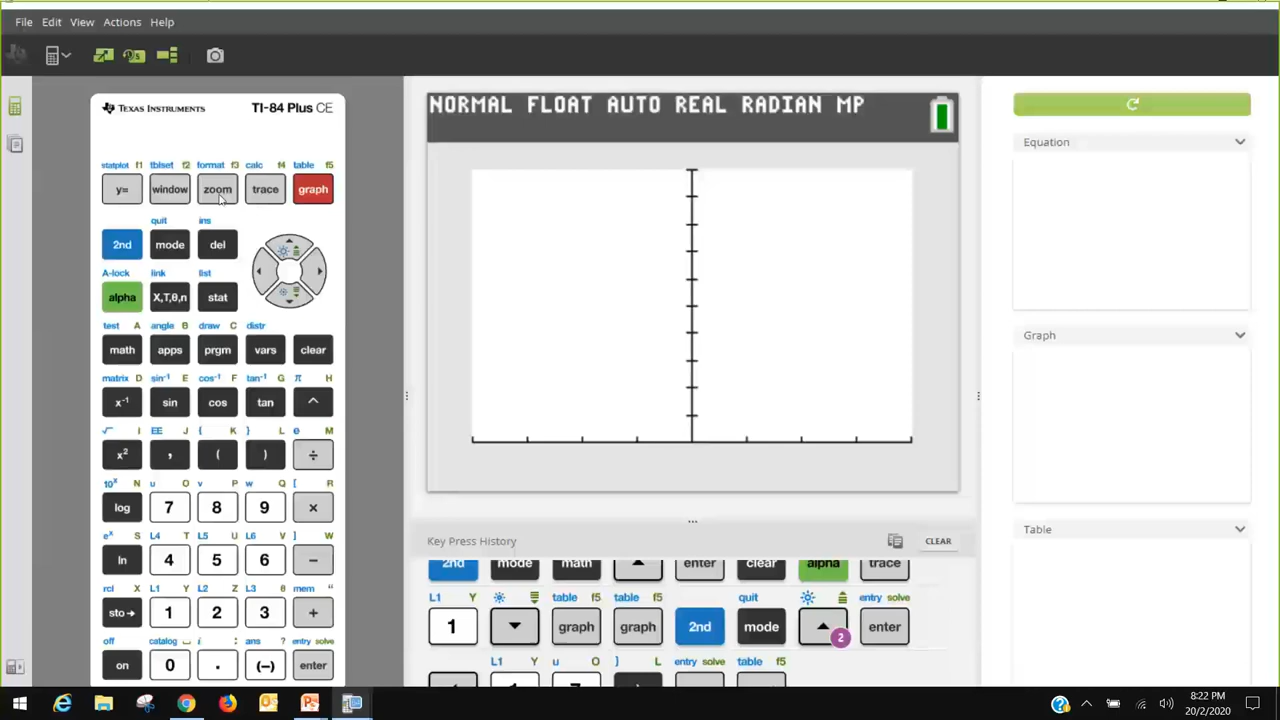 File Edit View Actions Help
TEXAS INSTRUMENTS TI-84 Plus CE
statplot f1 tblset f2 format f3 calc f4 table f5
y= window zoom trace graph
quit ins
2nd mode del
A-lock link list
alpha X,T,θ,n stat
test A angle B draw C distr
math apps prgm vars clear
matrix D sin⁻¹ E cos⁻¹ F tan⁻¹ G π H
x⁻¹ sin cos tan ^
√ I EE J { K } L e M
x² , ( ) ÷
10ˣ N u O v P w Q [ R
log 7 8 9 ×
eˣ S L4 T L5 U L6 V ] W
ln 4 5 6 −
rcl X L1 Y L2 Z L3 θ mem "
sto→ 1 2 3 +
off catalog i : ans ? entry solve
on 0 . (−) enter
NORMAL FLOAT AUTO REAL RADIAN MP
Key Press History CLEAR
2nd mode math enter clear alpha trace
L1 Y table f5 table f5 quit entry solve
1 graph graph 2nd mode 2 enter
L1 Y u O } L entry solve table f5
Equation
Graph
Table
8:22 PM
20/2/2020